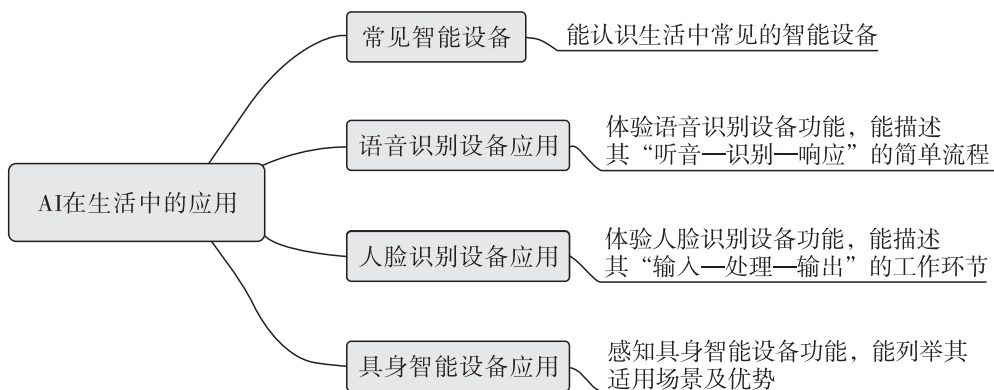 AI在生活中的应用
常见智能设备
能认识生活中常见的智能设备
语音识别设备应用
体验语音识别设备功能，能描述
其“听音—识别—响应”的简单流程
人脸识别设备应用
体验人脸识别设备功能，能描述
其“输入—处理—输出”的工作环节
具身智能设备应用
感知具身智能设备功能，能列举其
适用场景及优势